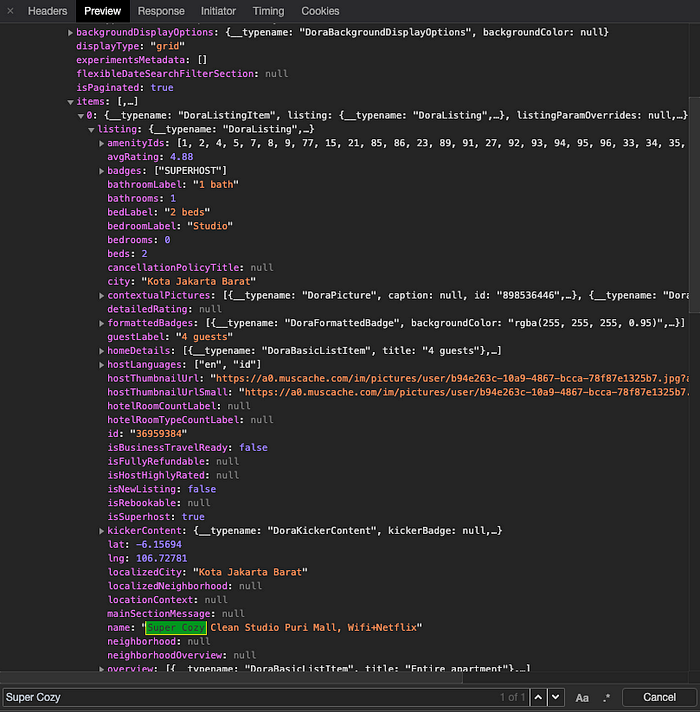 × Headers Preview Response Initiator Timing Cookies
backgroundDisplayOptions: {__typename: "DoraBackgroundDisplayOptions", backgroundColor: null}
displayType: "grid"
experimentsMetadata: []
flexibleDateSearchFilterSection: null
isPaginated: true
items: [,…]
0: {__typename: "DoraListingItem", listing: {__typename: "DoraListing",…}, listingParamOverrides: null,…}
listing: {__typename: "DoraListing",…}
amenityIds: [1, 2, 4, 5, 7, 8, 9, 77, 15, 21, 85, 86, 23, 89, 91, 27, 92, 93, 94, 95, 96, 33, 34, 35,
avgRating: 4.88
badges: ["SUPERHOST"]
bathroomLabel: "1 bath"
bathrooms: 1
bedLabel: "2 beds"
bedroomLabel: "Studio"
bedrooms: 0
beds: 2
cancellationPolicyTitle: null
city: "Kota Jakarta Barat"
contextualPictures: [{__typename: "DoraPicture", caption: null, id: "898536446",…}, {__typename: "Dora
detailedRating: null
formattedBadges: [{__typename: "DoraFormattedBadge", backgroundColor: "rgba(255, 255, 255, 0.95)",…}]
guestLabel: "4 guests"
homeDetails: [{__typename: "DoraBasicListItem", title: "4 guests"},…]
hostLanguages: ["en", "id"]
hostThumbnailUrl: "https://a0.muscache.com/im/pictures/user/b94e263c-10a9-4867-bcca-78f87e1325b7.jpg?a
hostThumbnailUrlSmall: "https://a0.muscache.com/im/pictures/user/b94e263c-10a9-4867-bcca-78f87e1325b7.
hotelRoomCountLabel: null
hotelRoomTypeCountLabel: null
id: "36959384"
isBusinessTravelReady: false
isFullyRefundable: null
isHostHighlyRated: null
isNewListing: false
isRebookable: null
isSuperhost: true
kickerContent: {__typename: "DoraKickerContent", kickerBadge: null,…}
lat: -6.15694
lng: 106.72781
localizedCity: "Kota Jakarta Barat"
localizedNeighborhood: null
locationContext: null
mainSectionMessage: null
name: "Super Cozy Clean Studio Puri Mall, Wifi+Netflix"
neighborhood: null
neighborhoodOverview: null
overview: [{__typename: "DoraBasicListItem", title: "Entire apartment"},…]
Super Cozy 1 of 1 Aa .* Cancel